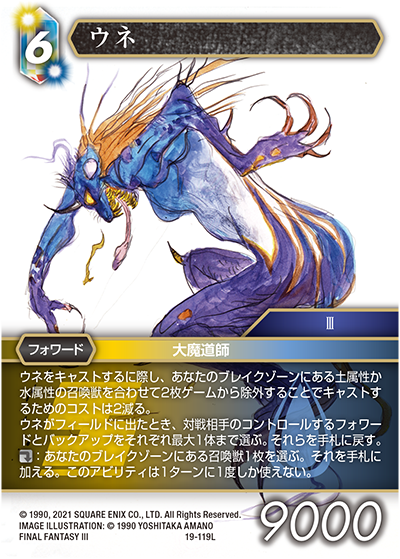 6
ウネ
III
フォワード
大魔道師
ウネをキャストするに際し、あなたのブレイクゾーンにある土属性か
水属性の召喚獣を合わせて2枚ゲームから除外することでキャストす
るためのコストは2減る。
ウネがフィールドに出たとき、対戦相手のコントロールするフォワー
ドとバックアップをそれぞれ最大1体まで選ぶ。それらを手札に戻す。
:あなたのブレイクゾーンにある召喚獣1枚を選ぶ。それを手札に
加える。このアビリティは1ターンに1度しか使えない。
© 1990, 2021 SQUARE ENIX CO., LTD. All Rights Reserved.
IMAGE ILLUSTRATION: © 1990 YOSHITAKA AMANO
FINAL FANTASY III
19-119L
9000